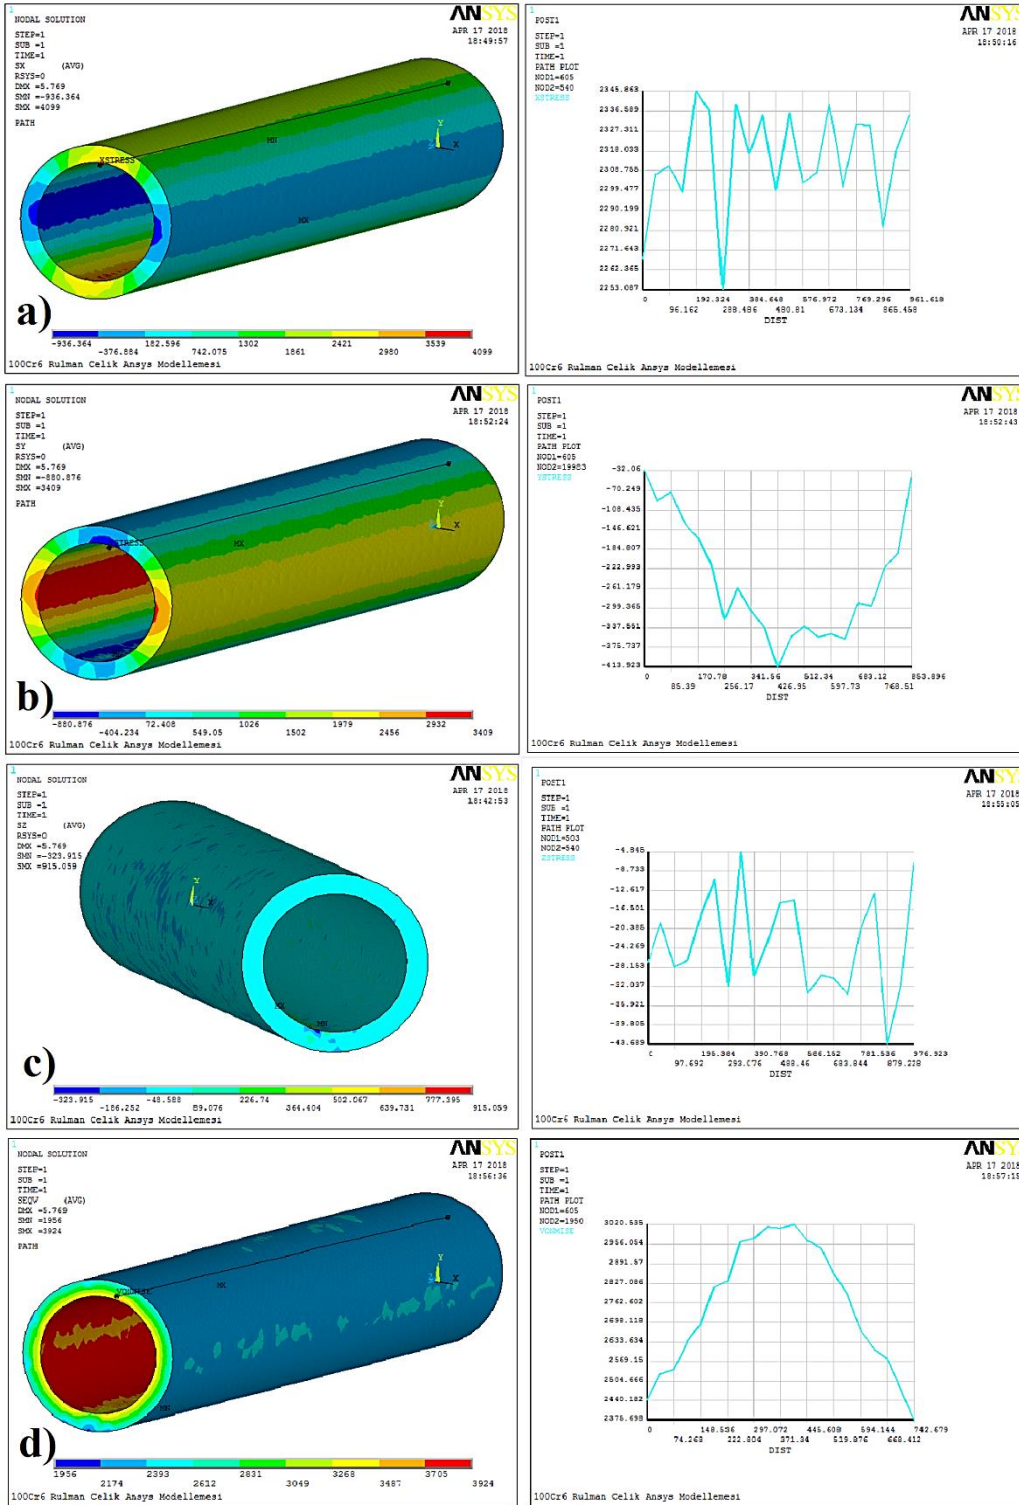 1
NODAL SOLUTION
STEP=1
SUB =1
TIME=1
SX (AVG)
RSYS=0
DMX =5.769
SMN =-936.364
SMX =4099
PATH
ANSYS
APR 17 2018
18:49:57
XSTRESS
MN
MX
Y
X
a)
-936.364 182.596 1302 2421 3539
-376.884 742.075 1861 2980 4099
100Cr6 Rulman Celik Ansys Modellemesi
1
POST1
STEP=1
SUB =1
TIME=1
PATH PLOT
NOD1=605
NOD2=540
XSTRESS
ANSYS
APR 17 2018
18:50:16
2345.868
2336.589
2327.311
2318.033
2308.755
2299.477
2290.199
2280.921
2271.643
2262.365
2253.087
0 192.324 384.648 576.972 769.296 961.618
96.162 288.486 480.81 673.134 865.458
DIST
100Cr6 Rulman Celik Ansys Modellemesi
1
NODAL SOLUTION
STEP=1
SUB =1
TIME=1
SY (AVG)
RSYS=0
DMX =5.769
SMN =-880.876
SMX =3409
PATH
ANSYS
APR 17 2018
18:52:24
MX
Y
X
b)
-880.876 72.408 1026 1979 2932
-404.234 549.05 1502 2456 3409
100Cr6 Rulman Celik Ansys Modellemesi
1
POST1
STEP=1
SUB =1
TIME=1
PATH PLOT
NOD1=605
NOD2=19983
YSTRESS
ANSYS
APR 17 2018
18:52:43
-32.06
-70.249
-108.435
-146.621
-184.807
-222.993
-261.179
-299.365
-337.551
-375.737
-413.923
0 170.78 341.56 512.34 683.12 853.896
85.39 256.17 426.95 597.73 768.51
DIST
100Cr6 Rulman Celik Ansys Modellemesi
1
NODAL SOLUTION
STEP=1
SUB =1
TIME=1
SZ (AVG)
RSYS=0
DMX =5.769
SMN =-323.915
SMX =915.059
ANSYS
APR 17 2018
18:42:53
Y
X
MX
MN
c)
-323.915 -48.588 226.74 502.067 777.395
-186.252 89.076 364.404 639.731 915.059
100Cr6 Rulman Celik Ansys Modellemesi
1
POST1
STEP=1
SUB =1
TIME=1
PATH PLOT
NOD1=503
NOD2=540
ZSTRESS
ANSYS
APR 17 2018
18:55:05
-4.848
-8.733
-12.617
-16.501
-20.385
-24.269
-28.153
-32.037
-35.921
-39.805
-43.689
0 195.384 390.768 586.152 781.536 976.923
97.692 293.076 488.46 683.844 879.228
DIST
100Cr6 Rulman Celik Ansys Modellemesi
1
NODAL SOLUTION
STEP=1
SUB =1
TIME=1
SEQV (AVG)
DMX =5.769
SMN =1956
SMX =3924
PATH
ANSYS
APR 17 2018
18:56:36
VONMISE
MX
Y
X
MN
d)
1956 2393 2831 3268 3705
2174 2612 3049 3487 3924
100Cr6 Rulman Celik Ansys Modellemesi
1
POST1
STEP=1
SUB =1
TIME=1
PATH PLOT
NOD1=605
NOD2=1950
VONMISE
ANSYS
APR 17 2018
18:57:15
3020.535
2956.054
2891.57
2827.086
2762.602
2698.118
2633.634
2569.15
2504.666
2440.182
2375.698
0 148.536 297.072 445.608 594.144 742.679
74.268 222.804 371.34 519.876 668.412
DIST
100Cr6 Rulman Celik Ansys Modellemesi